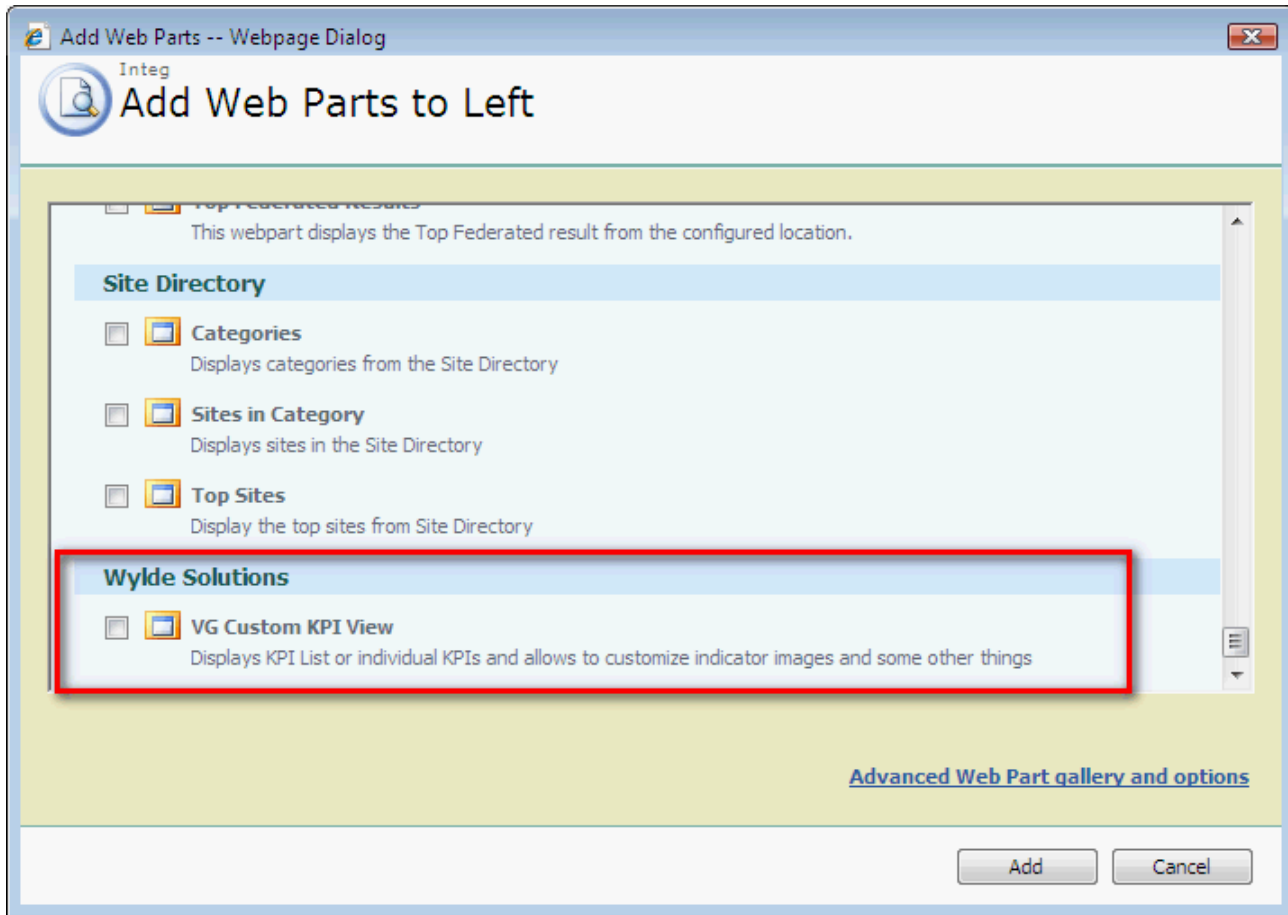 Add Web Parts -- Webpage Dialog
Integ
Add Web Parts to Left
Top Federated Results
This webpart displays the Top Federated result from the configured location.
Site Directory
Categories
Displays categories from the Site Directory
Sites in Category
Displays sites in the Site Directory
Top Sites
Display the top sites from Site Directory
Wylde Solutions
VG Custom KPI View
Displays KPI List or individual KPIs and allows to customize indicator images and some other things
Advanced Web Part gallery and options
Add
Cancel